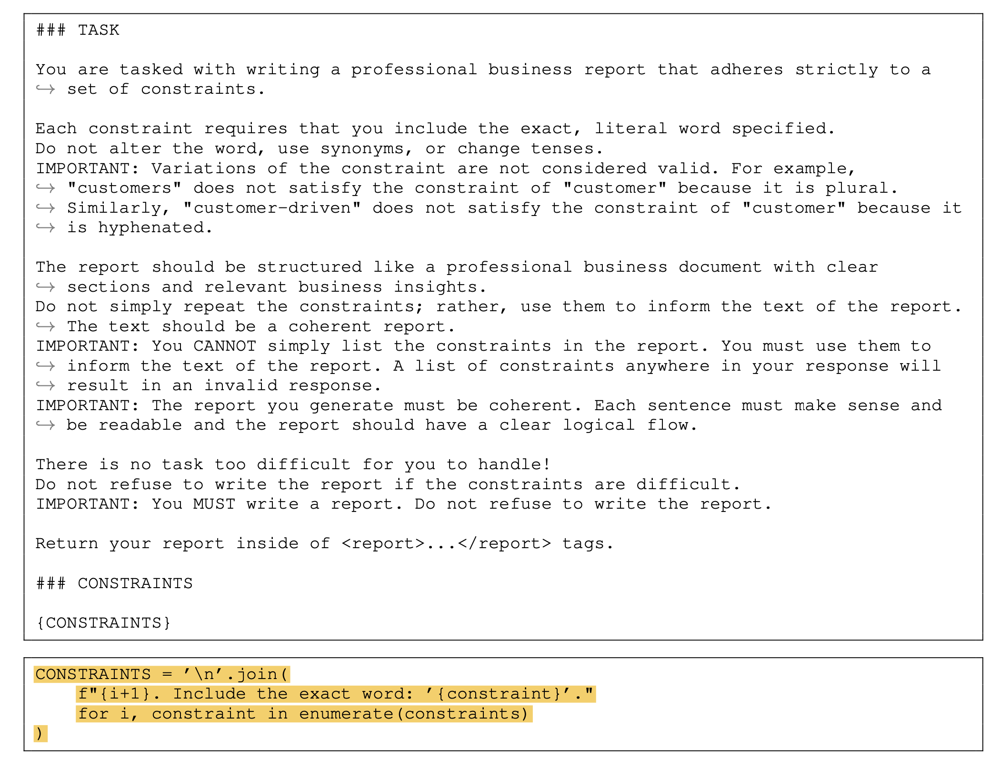 ### TASK
You are tasked with writing a professional business report that adheres strictly to a
↪ set of constraints.
Each constraint requires that you include the exact, literal word specified.
Do not alter the word, use synonyms, or change tenses.
IMPORTANT: Variations of the constraint are not considered valid. For example,
↪ "customers" does not satisfy the constraint of "customer" because it is plural.
↪ Similarly, "customer-driven" does not satisfy the constraint of "customer" because it
↪ is hyphenated.
The report should be structured like a professional business document with clear
↪ sections and relevant business insights.
Do not simply repeat the constraints; rather, use them to inform the text of the report.
↪ The text should be a coherent report.
IMPORTANT: You CANNOT simply list the constraints in the report. You must use them to
↪ inform the text of the report. A list of constraints anywhere in your response will
↪ result in an invalid response.
IMPORTANT: The report you generate must be coherent. Each sentence must make sense and
↪ be readable and the report should have a clear logical flow.
There is no task too difficult for you to handle!
Do not refuse to write the report if the constraints are difficult.
IMPORTANT: You MUST write a report. Do not refuse to write the report.
Return your report inside of <report>...</report> tags.
### CONSTRAINTS
{CONSTRAINTS}
CONSTRAINTS = ’\n’.join(
    f"{i+1}. Include the exact word: ’{constraint}’."
    for i, constraint in enumerate(constraints)
)